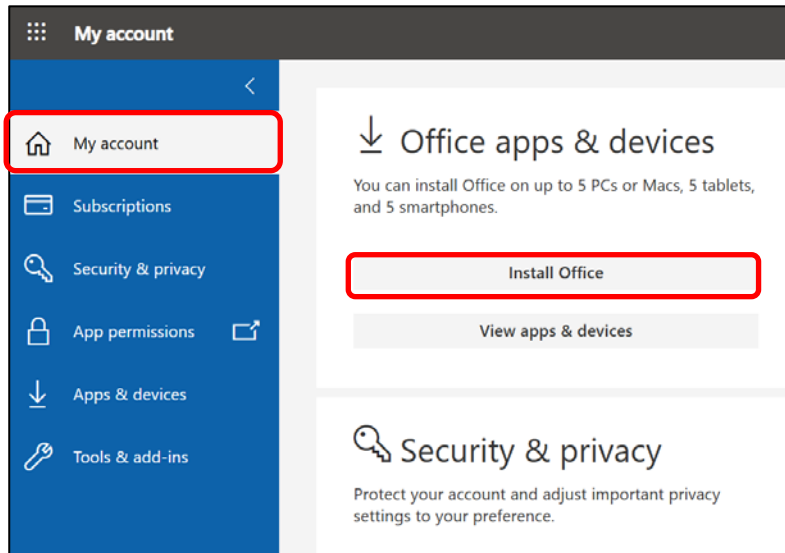 My account
My account
Subscriptions
Security & privacy
App permissions
Apps & devices
Tools & add-ins
Office apps & devices
You can install Office on up to 5 PCs or Macs, 5 tablets,
and 5 smartphones.
Install Office
View apps & devices
Security & privacy
Protect your account and adjust important privacy
settings to your preference.